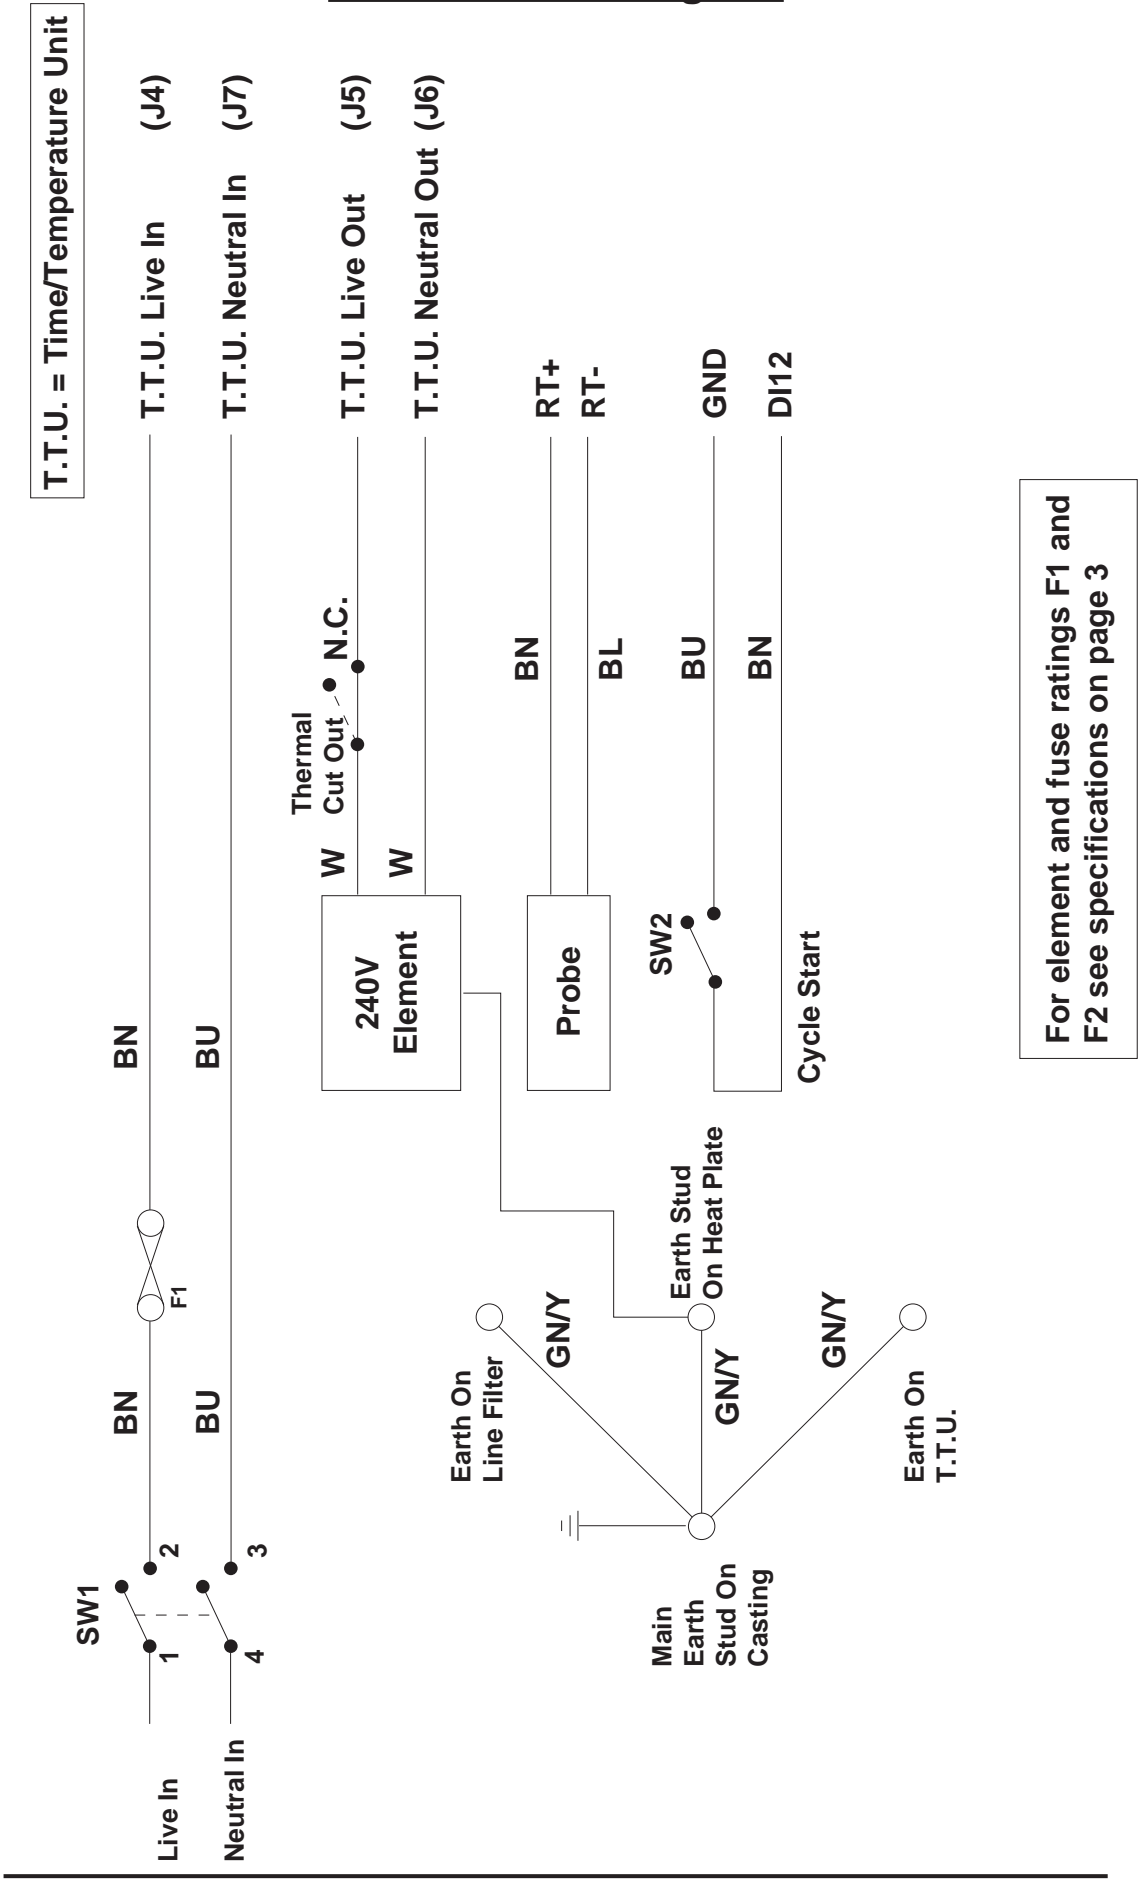 T.T.U. = Time/Temperature Unit
SW1
1
2
4
3
Live In
Neutral In
BN
BU
F1
BN
BU
T.T.U. Live In (J4)
T.T.U. Neutral In (J7)
Thermal
Cut Out
N.C.
W
W
240V
Element
T.T.U. Live Out (J5)
T.T.U. Neutral Out (J6)
Probe
BN
BL
RT+
RT-
SW2
BU
BN
GND
DI12
Cycle Start
Earth On
Line Filter
GN/Y
Earth Stud
On Heat Plate
GN/Y
GN/Y
Main
Earth
Stud On
Casting
Earth On
T.T.U.
For element and fuse ratings F1 and
F2 see specifications on page 3